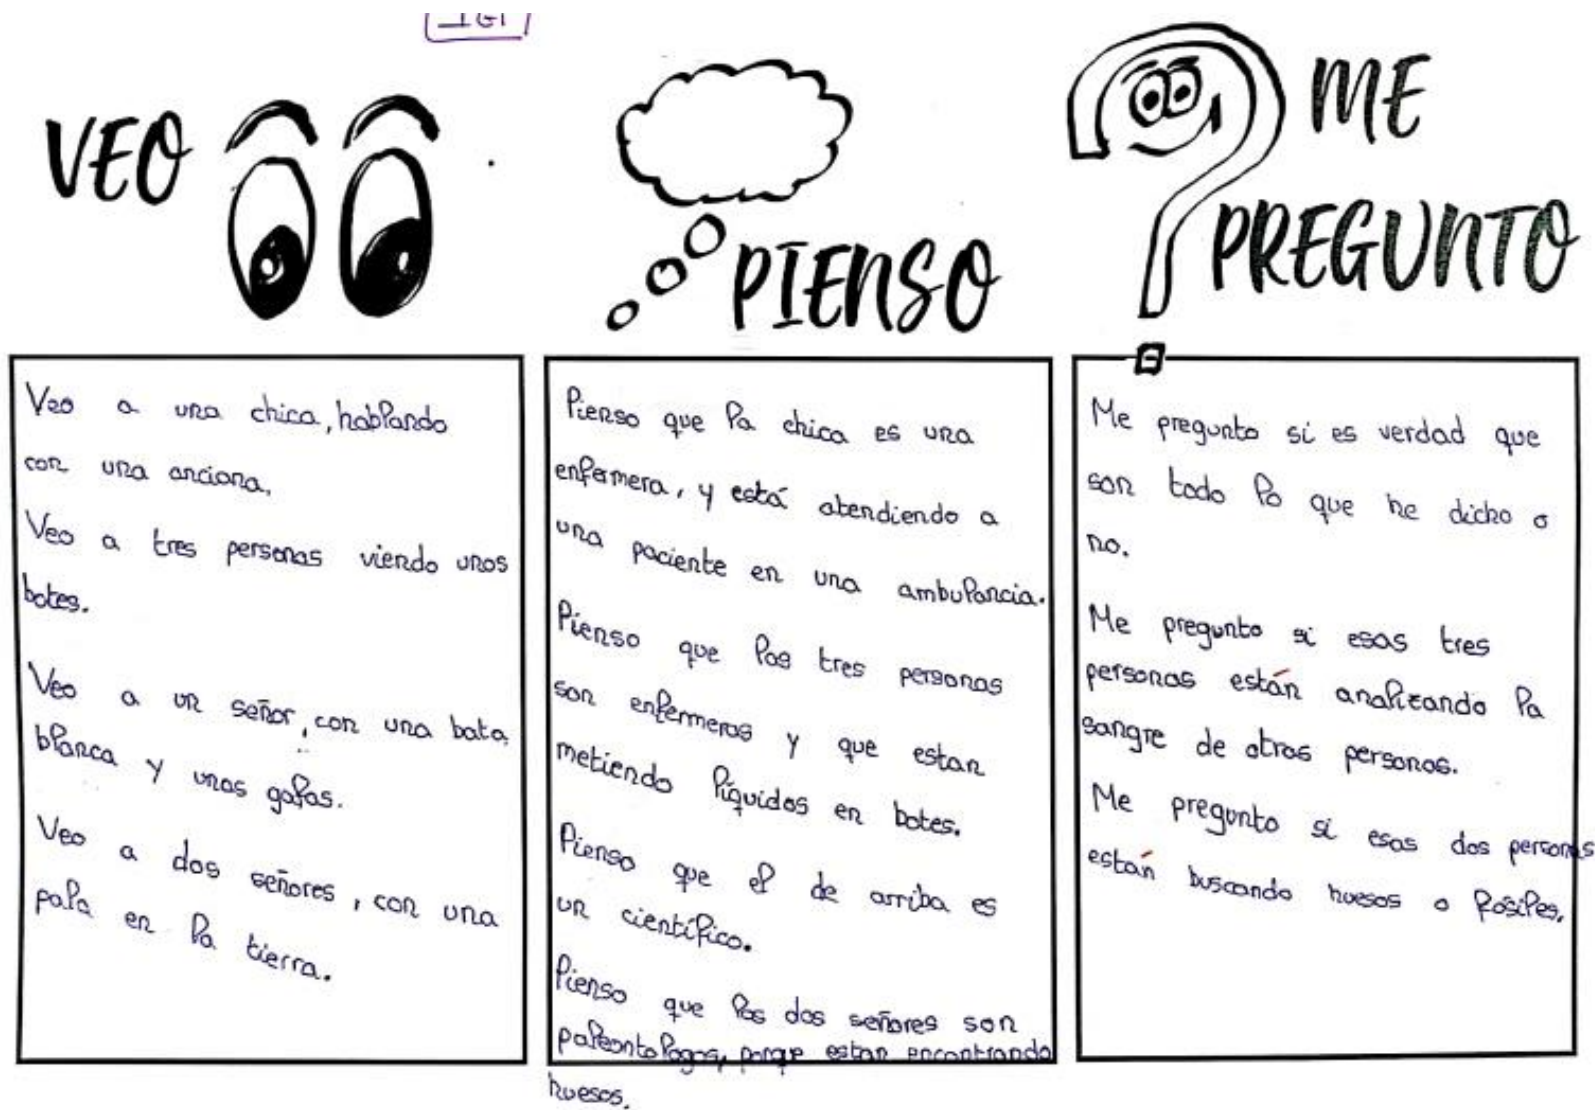 VEO
Veo a una chica, hablando
con una anciana.
Veo a tres personas viendo unos
botes.
Veo a un señor, con una bata
blanca y unas gafas.
Veo a dos señores, con una
pala en la tierra.
PIENSO
Pienso que la chica es una
enfermera, y está atendiendo a
una paciente en una ambulancia.
Pienso que las tres personas
son enfermeras y que estan
metiendo líquidos en botes.
Pienso que el de arriba es
un científico.
Pienso que los dos señores son
paleontologos, porqe estan encontrando
huesos.
ME
PREGUNTO
Me pregunto si es verdad que
son todo lo que he dicho o
no.
Me pregunto si esas tres
personas están analizando la
sangre de otras personas.
Me pregunto si esas dos personas
están buscando huesos o fósiles.